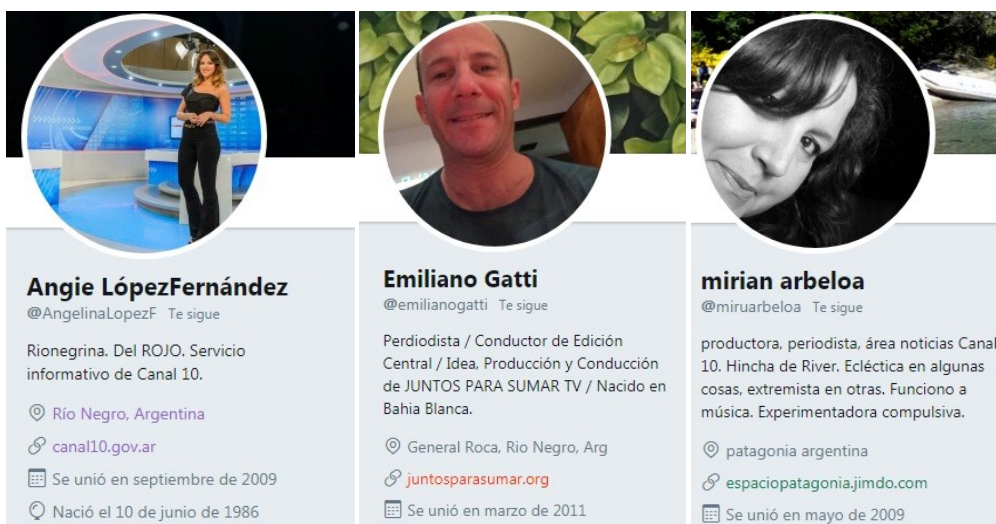 Angie LópezFernández
@AngelinaLopezF Te sigue
Rionegrina. Del ROJO. Servicio
informativo de Canal 10.
Río Negro, Argentina
canal10.gov.ar
Se unió en septiembre de 2009
Nació el 10 de junio de 1986
Emiliano Gatti
@emilianogatti Te sigue
Perdiodista / Conductor de Edición
Central / Idea, Producción y Conducción
de JUNTOS PARA SUMAR TV / Nacido en
Bahia Blanca.
General Roca, Rio Negro, Arg
juntosparasumar.org
Se unió en marzo de 2011
mirian arbeloa
@miruarbeloa Te sigue
productora, periodista, área noticias Canal
10. Hincha de River. Ecléctica en algunas
cosas, extremista en otras. Funciono a
música. Experimentadora compulsiva.
patagonia argentina
espaciopatagonia.jimdo.com
Se unió en mayo de 2009